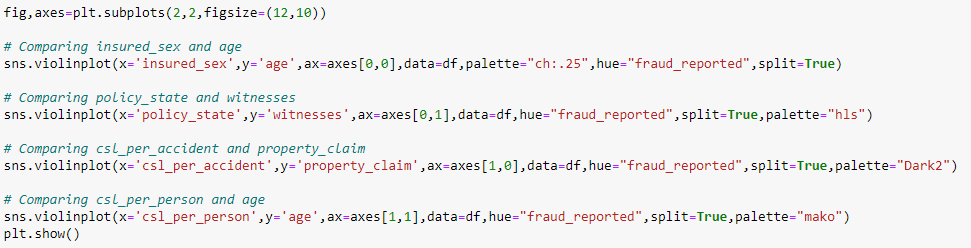 fig,axes=plt.subplots(2,2,figsize=(12,10))
# Comparing insured_sex and age
sns.violinplot(x='insured_sex',y='age',ax=axes[0,0],data=df,palette="ch:.25",hue="fraud_reported",split=True)
# Comparing policy_state and witnesses
sns.violinplot(x='policy_state',y='witnesses',ax=axes[0,1],data=df,hue="fraud_reported",split=True,palette="hls")
# Comparing csl_per_accident and property_claim
sns.violinplot(x='csl_per_accident',y='property_claim',ax=axes[1,0],data=df,hue="fraud_reported",split=True,palette="Dark2")
# Comparing csl_per_person and age
sns.violinplot(x='csl_per_person',y='age',ax=axes[1,1],data=df,hue="fraud_reported",split=True,palette="mako")
plt.show()